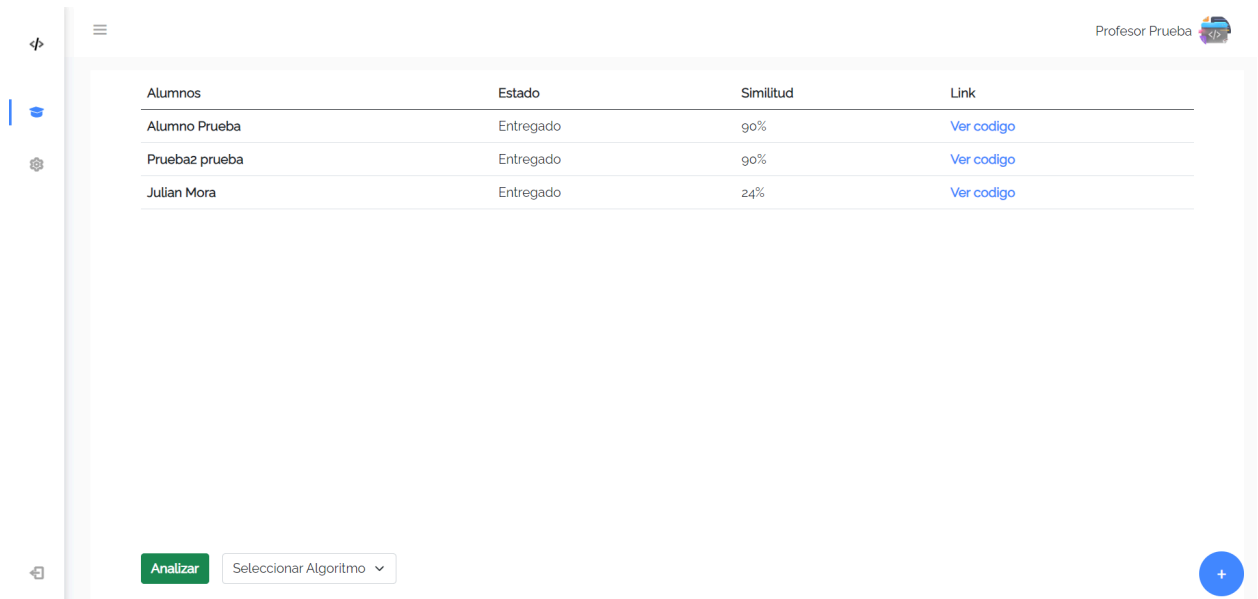 Profesor Prueba
Alumnos Estado Similitud Link
Alumno Prueba Entregado 90% Ver codigo
Prueba2 prueba Entregado 90% Ver codigo
Julian Mora Entregado 24% Ver codigo
Analizar Seleccionar Algoritmo